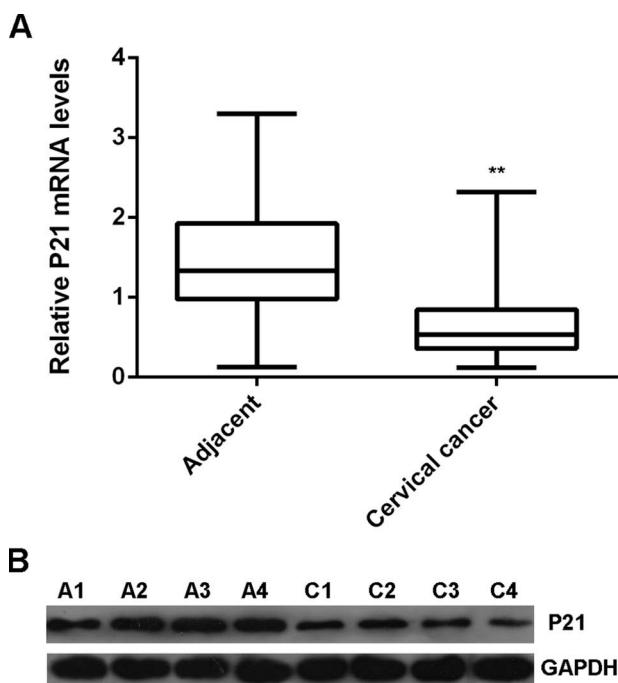 A
Relative P21 mRNA levels
4
3
2
1
0
**
Adjacent
Cervical cancer
B
A1 A2 A3 A4 C1 C2 C3 C4
P21
GAPDH